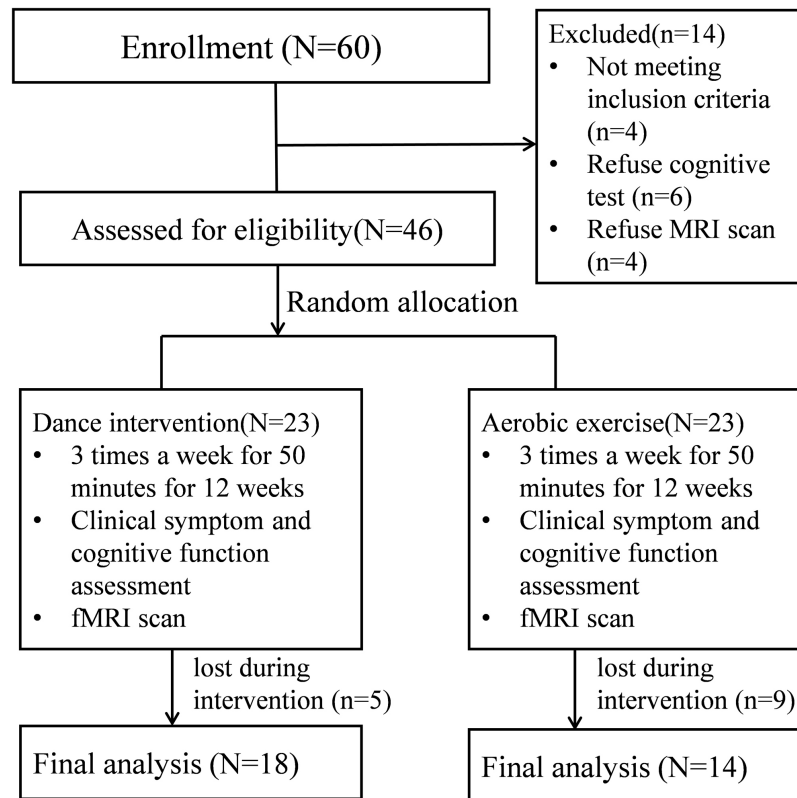 Enrollment (N=60)
Excluded(n=14)
• Not meeting
inclusion criteria
(n=4)
• Refuse cognitive
test (n=6)
• Refuse MRI scan
(n=4)
Assessed for eligibility(N=46)
Random allocation
Dance intervention(N=23)
• 3 times a week for 50
minutes for 12 weeks
• Clinical symptom and
cognitive function
assessment
• fMRI scan
Aerobic exercise(N=23)
• 3 times a week for 50
minutes for 12 weeks
• Clinical symptom and
cognitive function
assessment
• fMRI scan
lost during
intervention (n=5)
lost during
intervention (n=9)
Final analysis (N=18)
Final analysis (N=14)